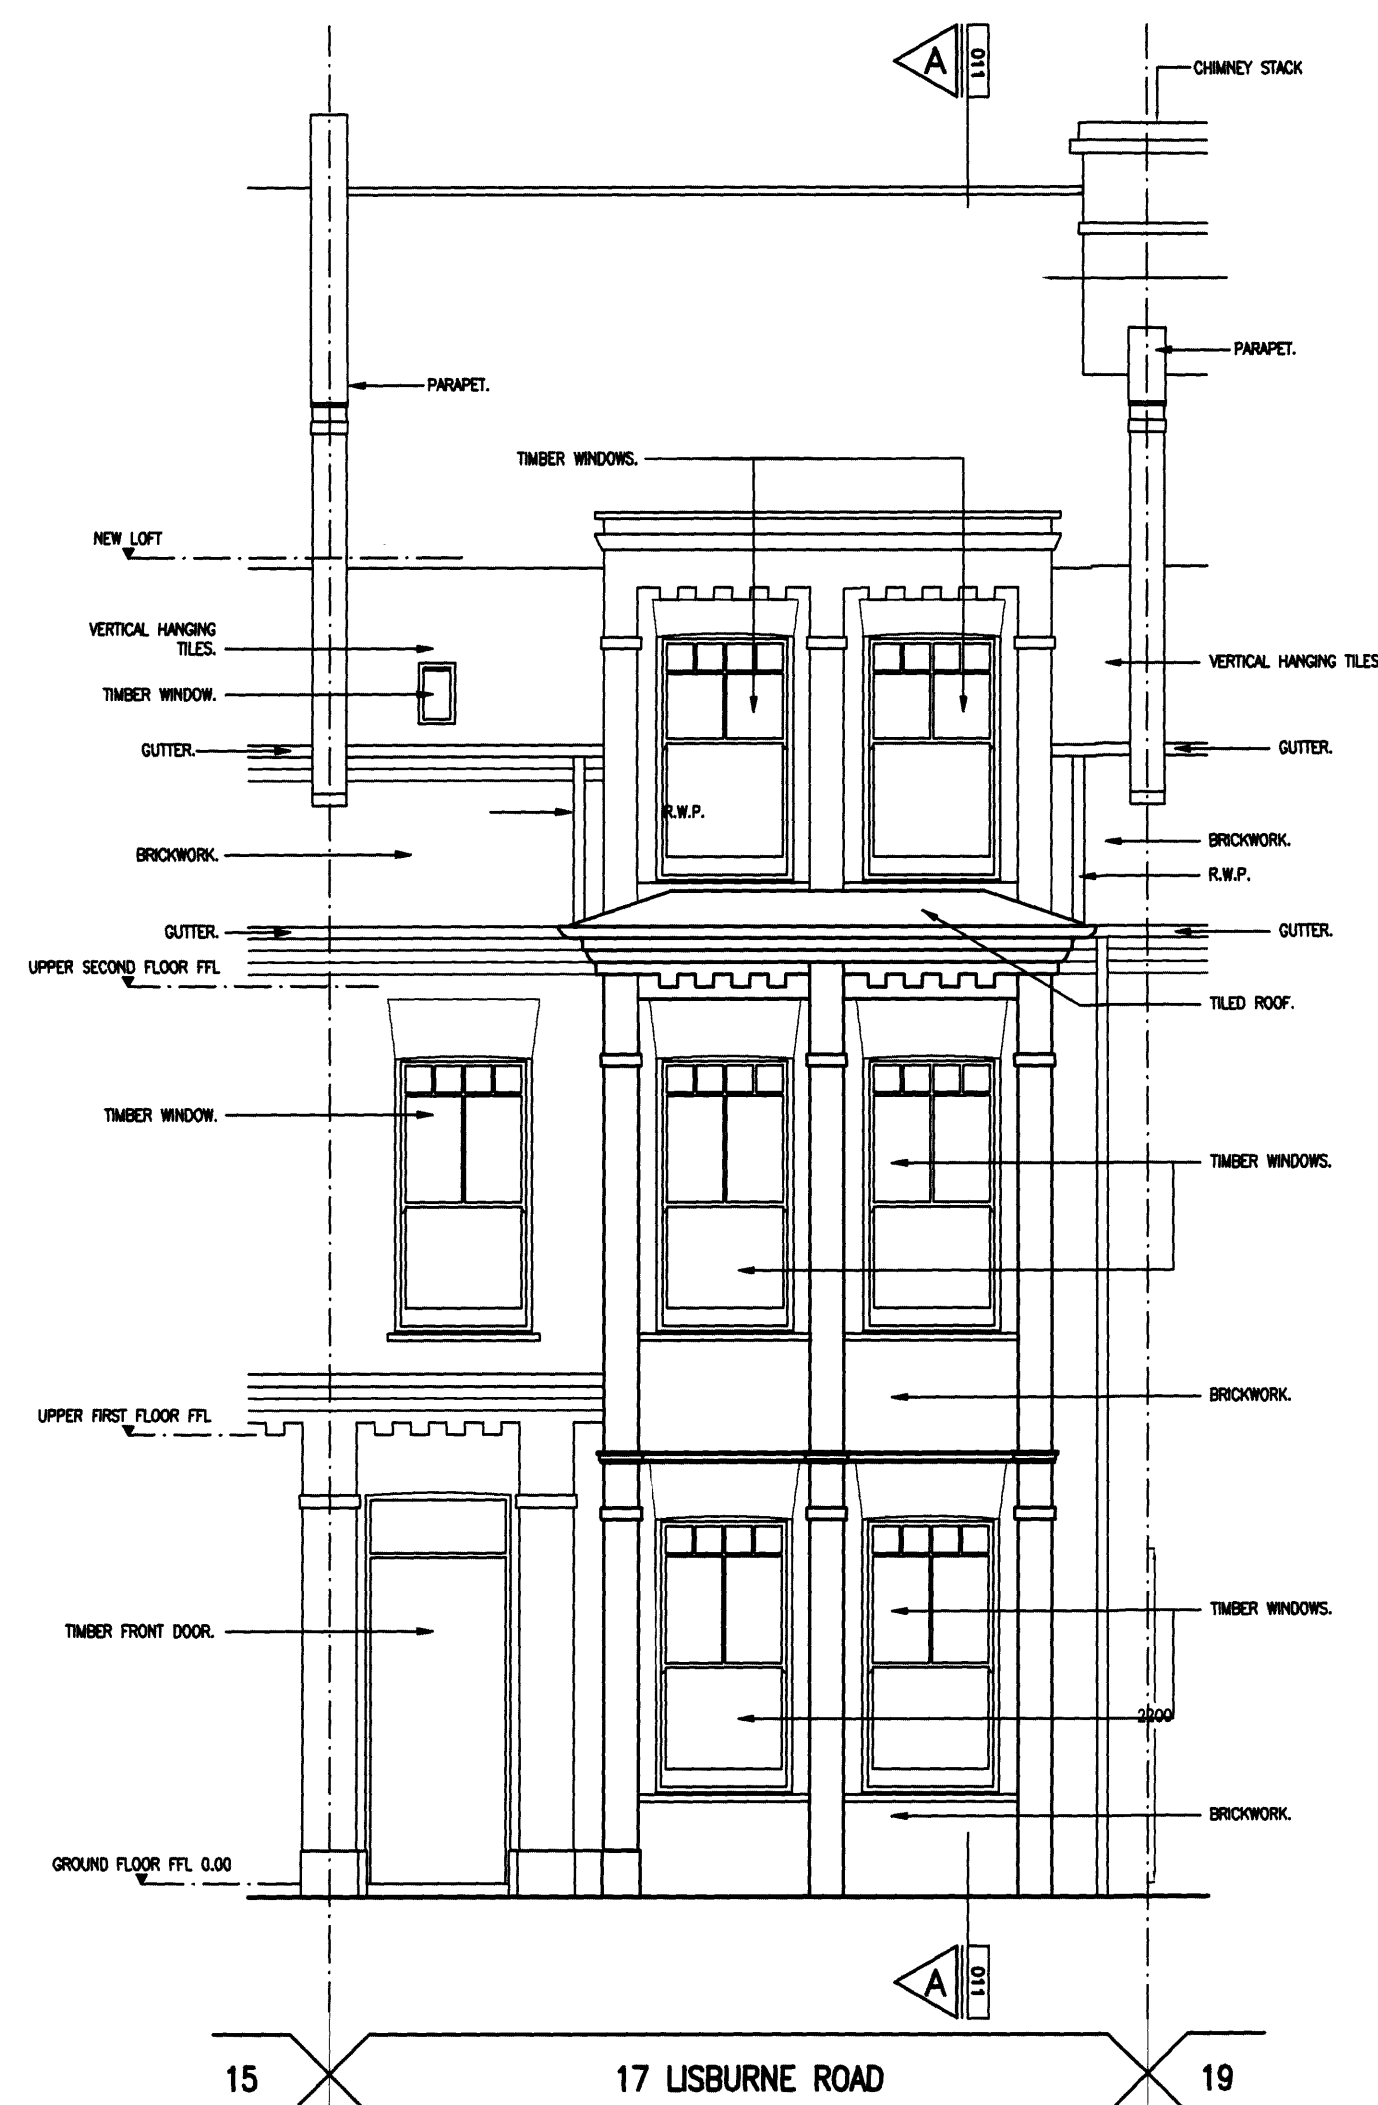 A
011
CHIMNEY STACK
PARAPET.
PARAPET.
TIMBER WINDOWS.
NEW LOFT
VERTICAL HANGING
TILES.
VERTICAL HANGING TILES
TIMBER WINDOW.
GUTTER.
GUTTER.
R.W.P.
BRICKWORK.
BRICKWORK.
R.W.P.
GUTTER.
GUTTER.
UPPER SECOND FLOOR FFL
TILED ROOF.
TIMBER WINDOW.
TIMBER WINDOWS.
BRICKWORK.
UPPER FIRST FLOOR FFL
TIMBER WINDOWS.
TIMBER FRONT DOOR.
2200
BRICKWORK.
GROUND FLOOR FFL 0.00
A
011
15
17 LISBURNE ROAD
19